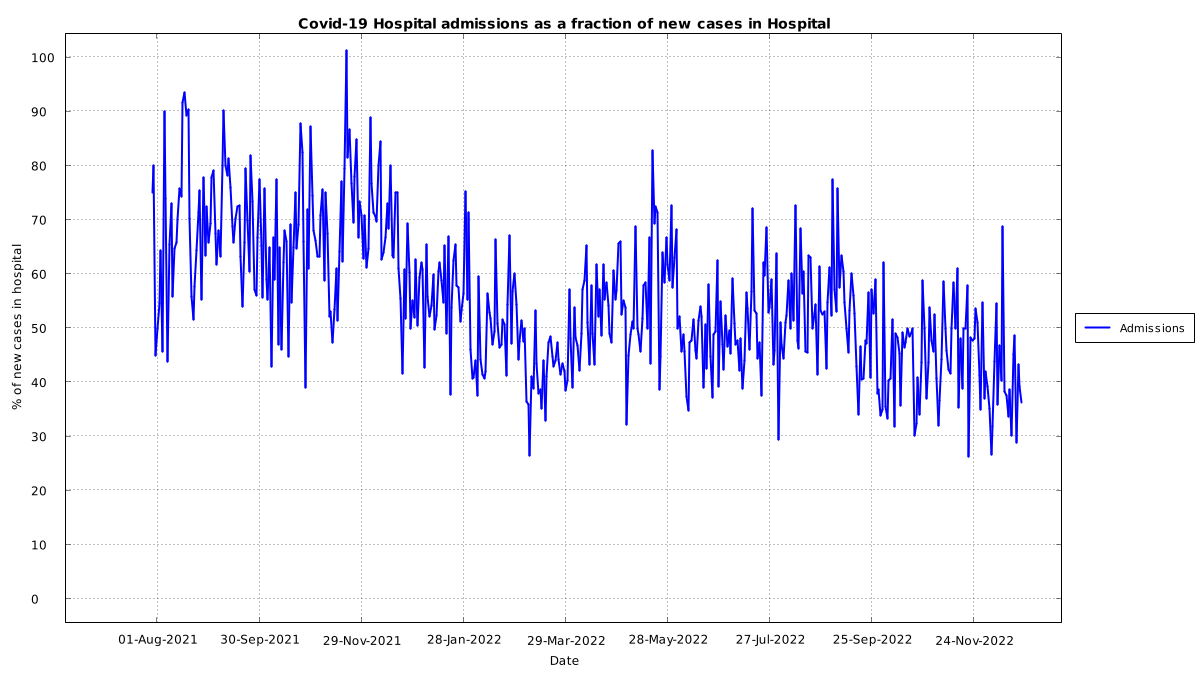 Covid-19 Hospital admissions as a fraction of new cases in Hospital
% of new cases in hospital
100
90
80
70
60
50
40
30
20
10
0
01-Aug-2021 30-Sep-2021 29-Nov-2021 28-Jan-2022 29-Mar-2022 28-May-2022 27-Jul-2022 25-Sep-2022 24-Nov-2022
Date
Admissions